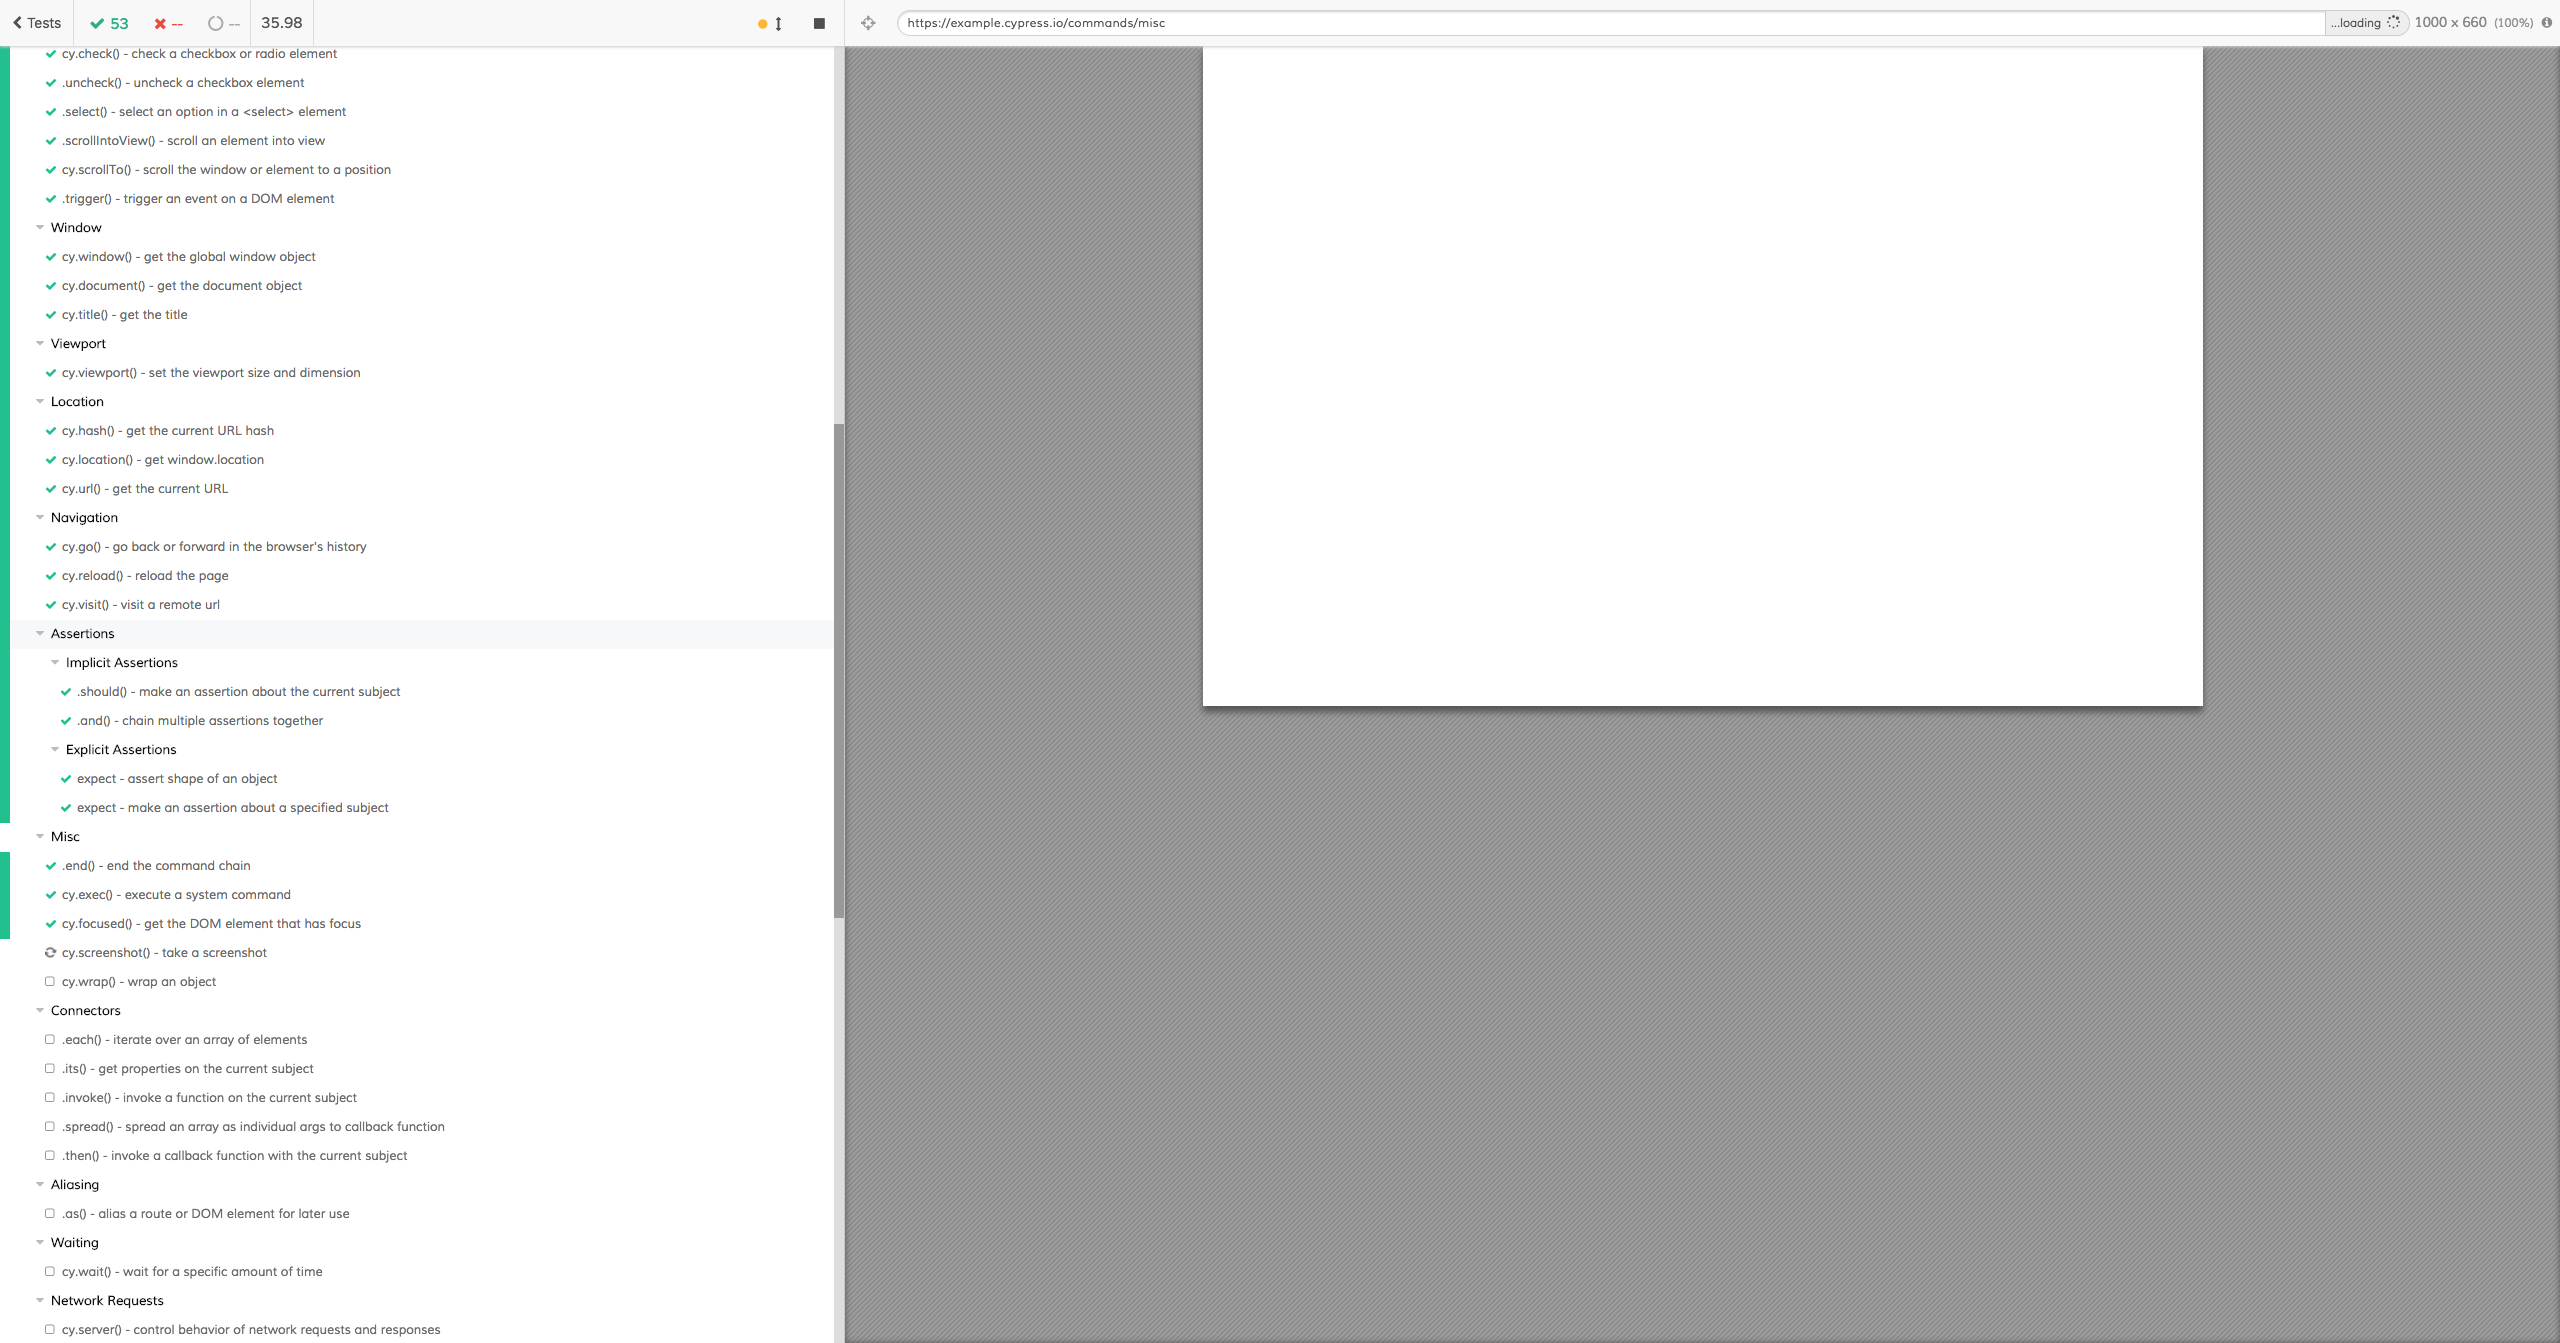 Tests 53 -- -- 35.98 https://example.cypress.io/commands/misc ...loading 1000 x 660 (100%)
cy.check() - check a checkbox or radio element
.uncheck() - uncheck a checkbox element
.select() - select an option in a <select> element
.scrollIntoView() - scroll an element into view
cy.scrollTo() - scroll the window or element to a position
.trigger() - trigger an event on a DOM element
Window
cy.window() - get the global window object
cy.document() - get the document object
cy.title() - get the title
Viewport
cy.viewport() - set the viewport size and dimension
Location
cy.hash() - get the current URL hash
cy.location() - get window.location
cy.url() - get the current URL
Navigation
cy.go() - go back or forward in the browser's history
cy.reload() - reload the page
cy.visit() - visit a remote url
Assertions
Implicit Assertions
.should() - make an assertion about the current subject
.and() - chain multiple assertions together
Explicit Assertions
expect - assert shape of an object
expect - make an assertion about a specified subject
Misc
.end() - end the command chain
cy.exec() - execute a system command
cy.focused() - get the DOM element that has focus
cy.screenshot() - take a screenshot
cy.wrap() - wrap an object
Connectors
.each() - iterate over an array of elements
.its() - get properties on the current subject
.invoke() - invoke a function on the current subject
.spread() - spread an array as individual args to callback function
.then() - invoke a callback function with the current subject
Aliasing
.as() - alias a route or DOM element for later use
Waiting
cy.wait() - wait for a specific amount of time
Network Requests
cy.server() - control behavior of network requests and responses